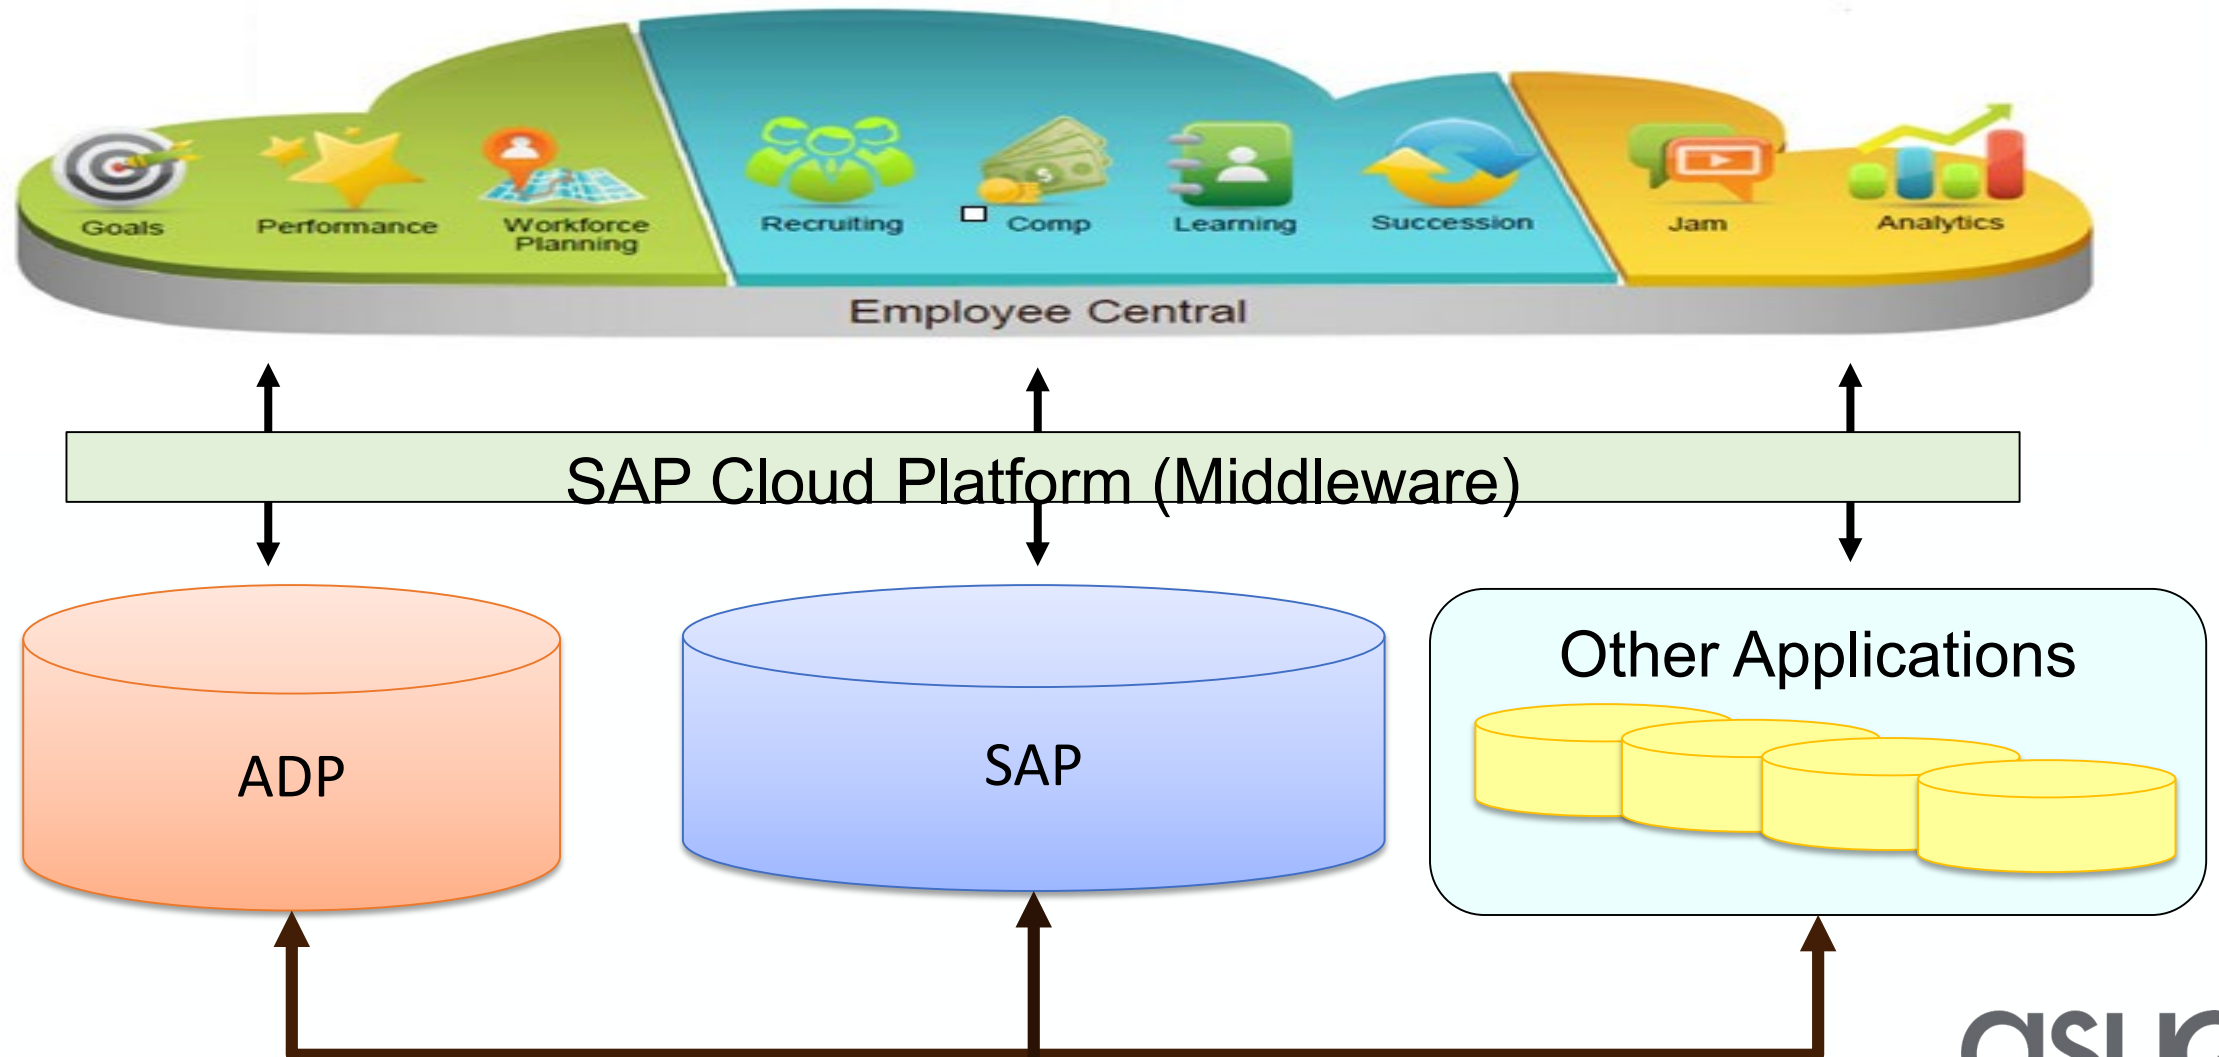 Goals
Performance
Workforce
Planning
Recruiting
Comp
Learning
Succession
Jam
Analytics
Employee Central
SAP Cloud Platform (Middleware)
ADP
SAP
Other Applications